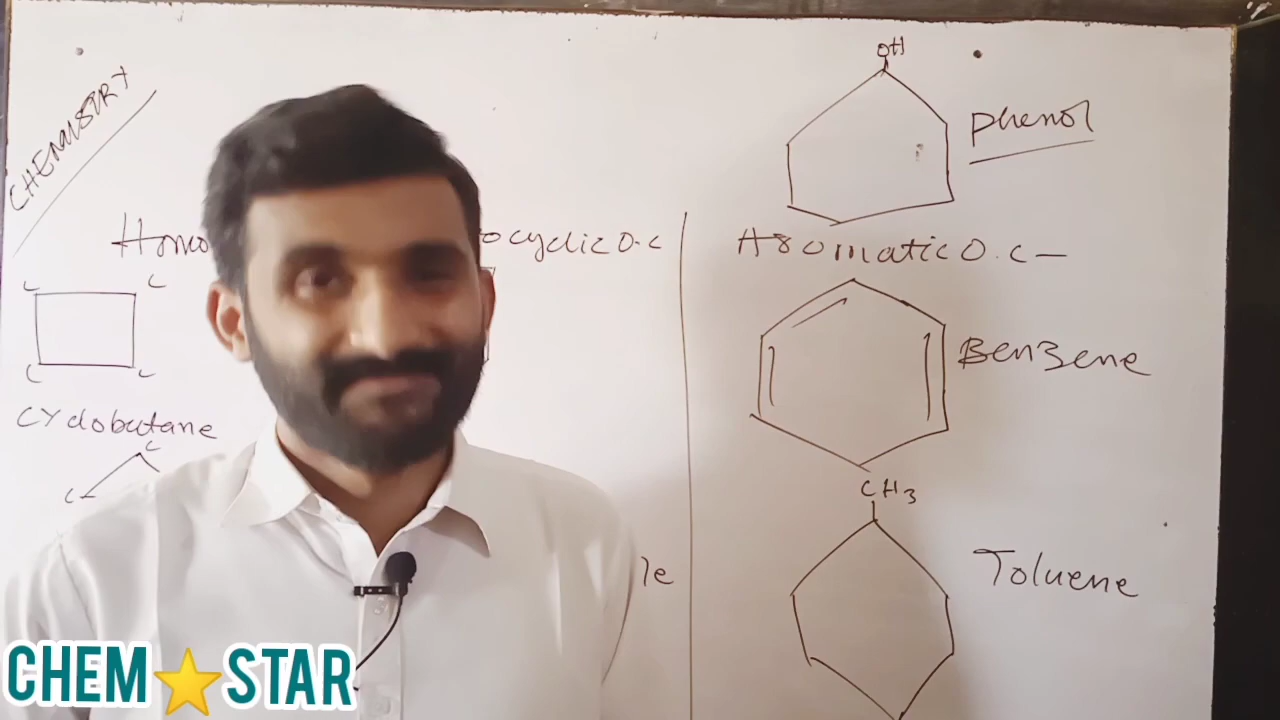 CHEMISTRY
Homo
ocyclic O.C
C
C
C
C
Cyclobutane
C
C
le
OH
Phenol
Aromatic O.C —
Benzene
CH3
Toluene
CHEM STAR